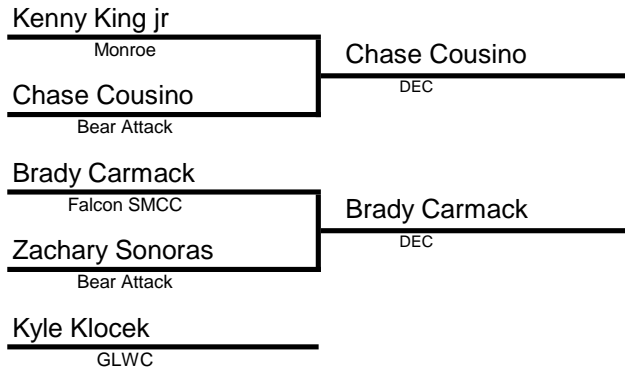 Kenny King jr
Monroe
Chase Cousino
DEC
Chase Cousino
Bear Attack
Brady Carmack
Falcon SMCC
Brady Carmack
DEC
Zachary Sonoras
Bear Attack
Kyle Klocek
GLWC